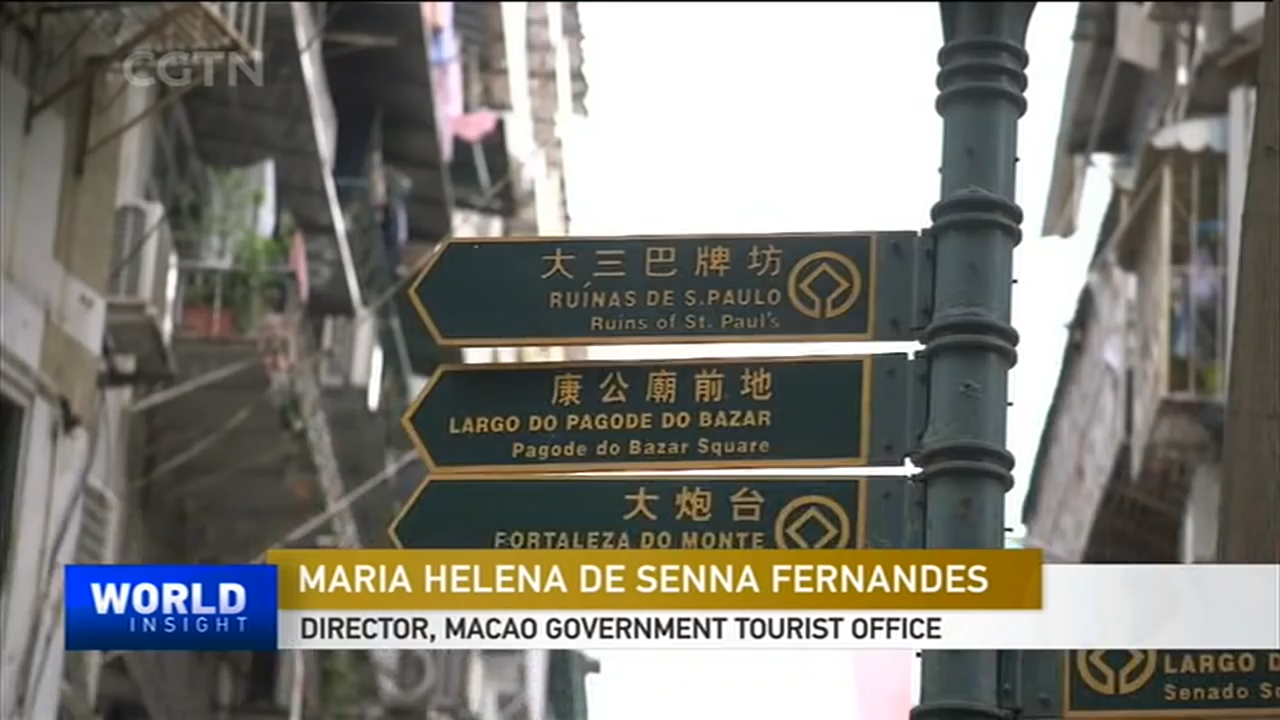 CGTN
大三巴牌坊
RUÍNAS DE S.PAULO
Ruins of St. Paul's
康公廟前地
LARGO DO PAGODE DO BAZAR
Pagode do Bazar Square
大炮台
FORTALEZA DO MONTE
WORLD
INSIGHT
MARIA HELENA DE SENNA FERNANDES
DIRECTOR, MACAO GOVERNMENT TOURIST OFFICE
LARGO
Senado